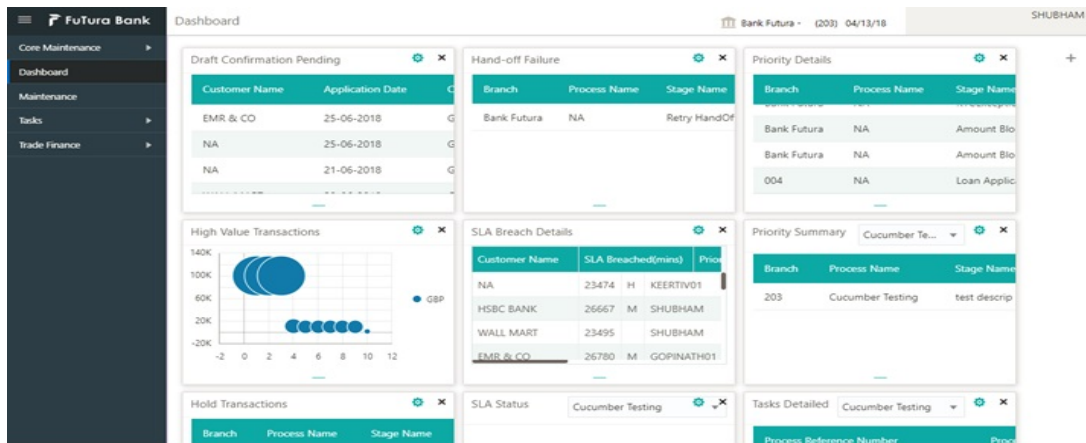 FuTura Bank
Dashboard
Bank Futura - (203) 04/13/18
SHUBHAM
Core Maintenance
Dashboard
Maintenance
Tasks
Trade Finance
Draft Confirmation Pending
Customer Name Application Date C
EMR & CO 25-06-2018 G
NA 25-06-2018 G
NA 21-06-2018 G
Hand-off Failure
Branch Process Name Stage Name
Bank Futura NA Retry HandOf
Priority Details
Branch Process Name Stage Name
Bank Futura NA Amount Blo
Bank Futura NA Amount Blo
004 NA Loan Applic
High Value Transactions
140K
100K
60K
20K
-20K
-2 0 2 4 6 8 10 12
GBP
SLA Breach Details
Customer Name SLA Breached(mins) Prior
NA 23474 H KEERTIV01
HSBC BANK 26667 M SHUBHAM
WALL MART 23495 SHUBHAM
EMR & CO 26780 M GOPINATH01
Priority Summary Cucumber Te...
Branch Process Name Stage Name
203 Cucumber Testing test descrip
Hold Transactions
Branch Process Name Stage Name
SLA Status Cucumber Testing
Tasks Detailed Cucumber Testing
Process Reference Number Proce